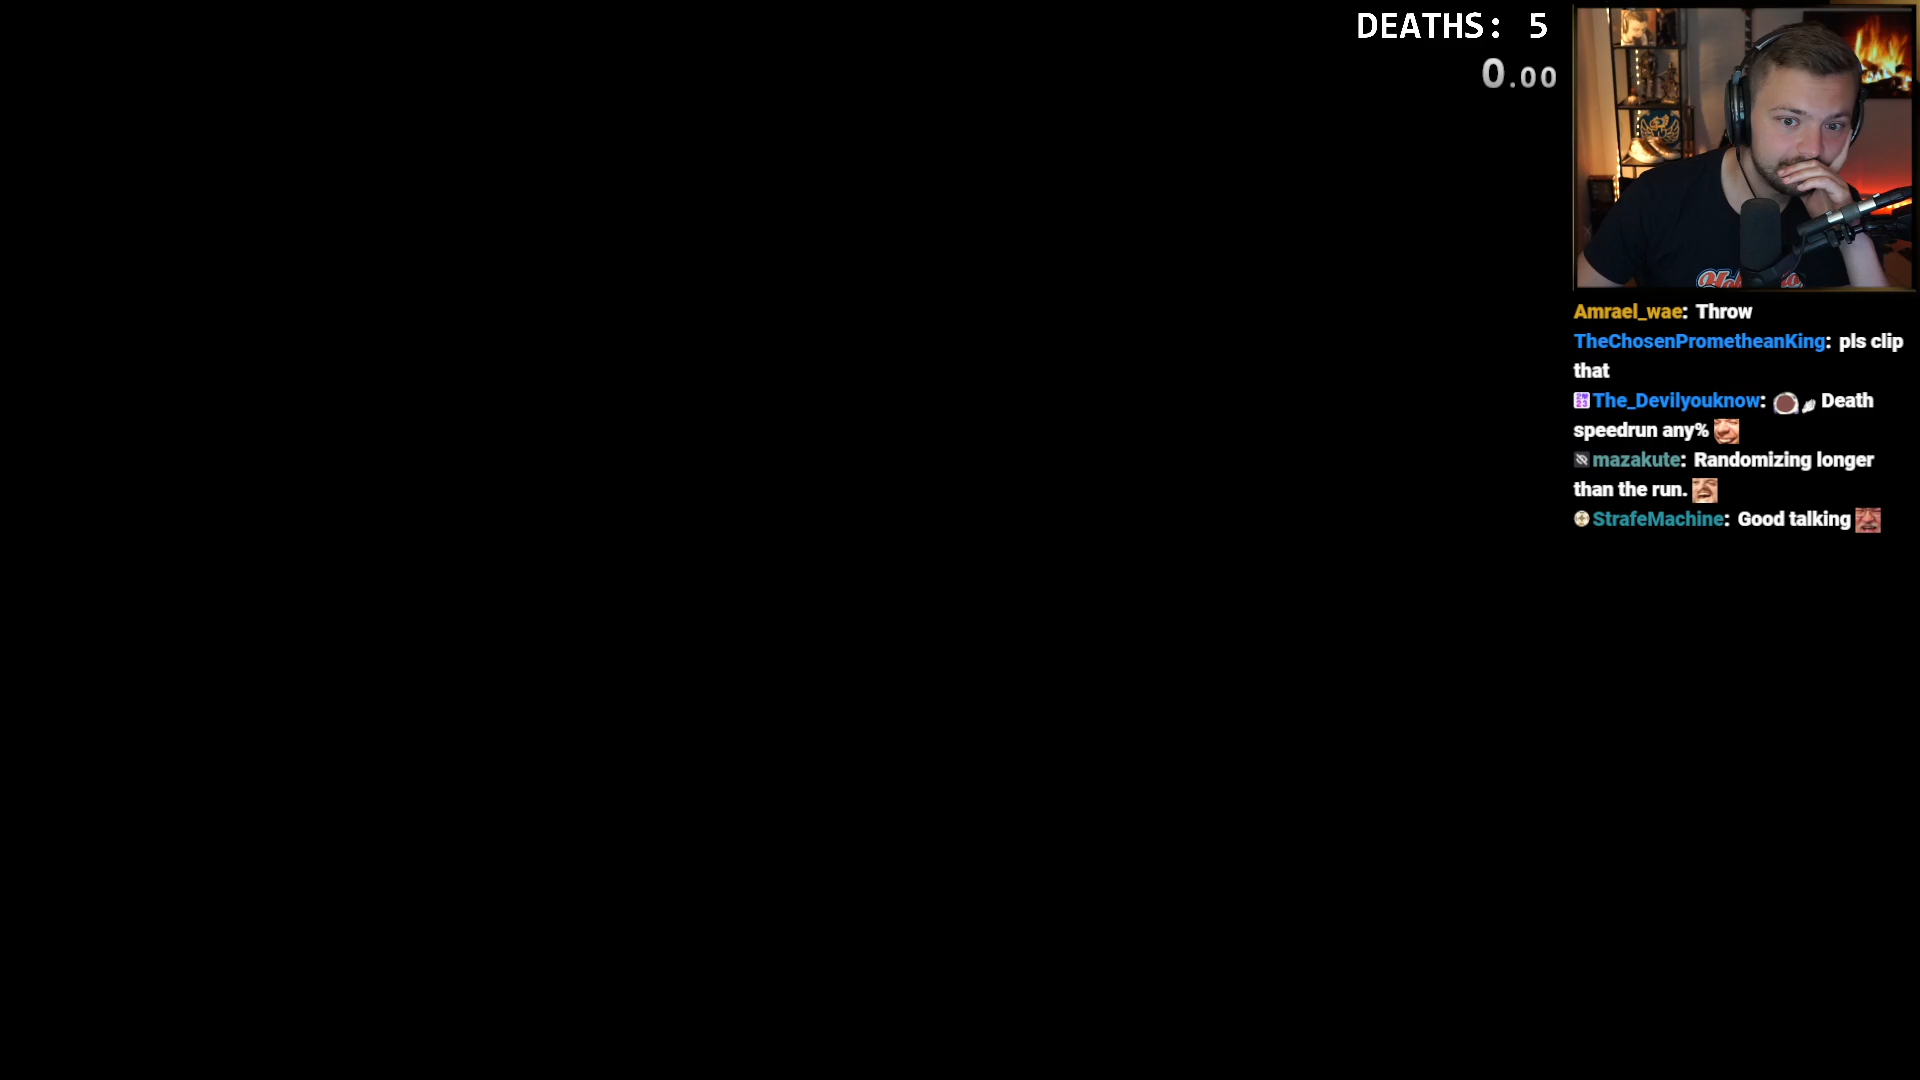 DEATHS: 5
0.00
Amrael_wae: Throw
TheChosenPrometheanKing: pls clip
that
The_Devilyouknow: Death
speedrun any%
mazakute: Randomizing longer
than the run.
StrafeMachine: Good talking